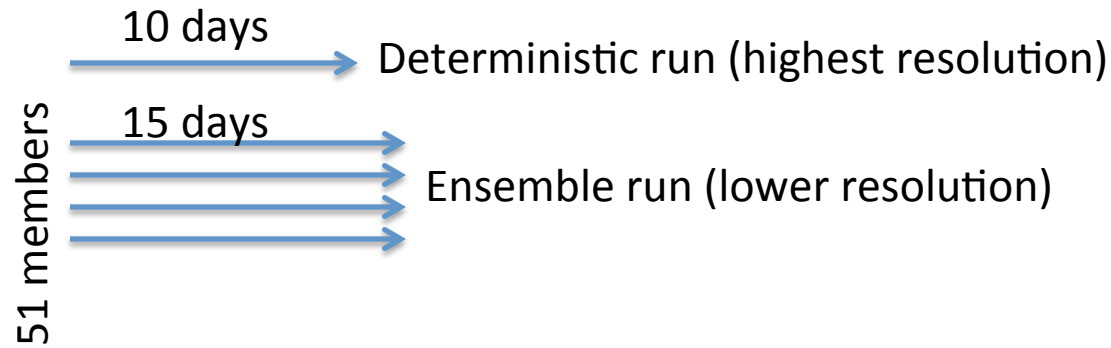 10 days
Deterministic run (highest resolution)
15 days
Ensemble run (lower resolution)
51 members